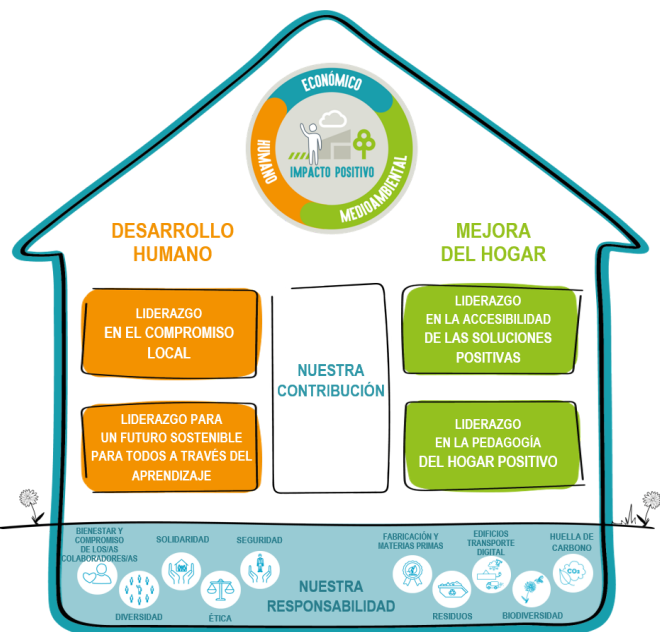 ECONÓMICO
HUMANO
IMPACTO POSITIVO
MEDIOAMBIENTAL
DESARROLLO
HUMANO
MEJORA
DEL HOGAR
LIDERAZGO
EN EL COMPROMISO
LOCAL
LIDERAZGO PARA
UN FUTURO SOSTENIBLE
PARA TODOS A TRAVÉS DEL
APRENDIZAJE
NUESTRA
CONTRIBUCIÓN
LIDERAZGO
EN LA ACCESIBILIDAD
DE LAS SOLUCIONES
POSITIVAS
LIDERAZGO
EN LA PEDAGOGÍA
DEL HOGAR POSITIVO
BIENESTAR Y
COMPROMISO
DE LOS/AS
COLABORADORES/AS
DIVERSIDAD
SOLIDARIDAD
ÉTICA
SEGURIDAD
NUESTRA
RESPONSABILIDAD
FABRICACIÓN Y
MATERIAS PRIMAS
RESIDUOS
EDIFICIOS
TRANSPORTE
DIGITAL
BIODIVERSIDAD
HUELLA DE
CARBONO
CO₂